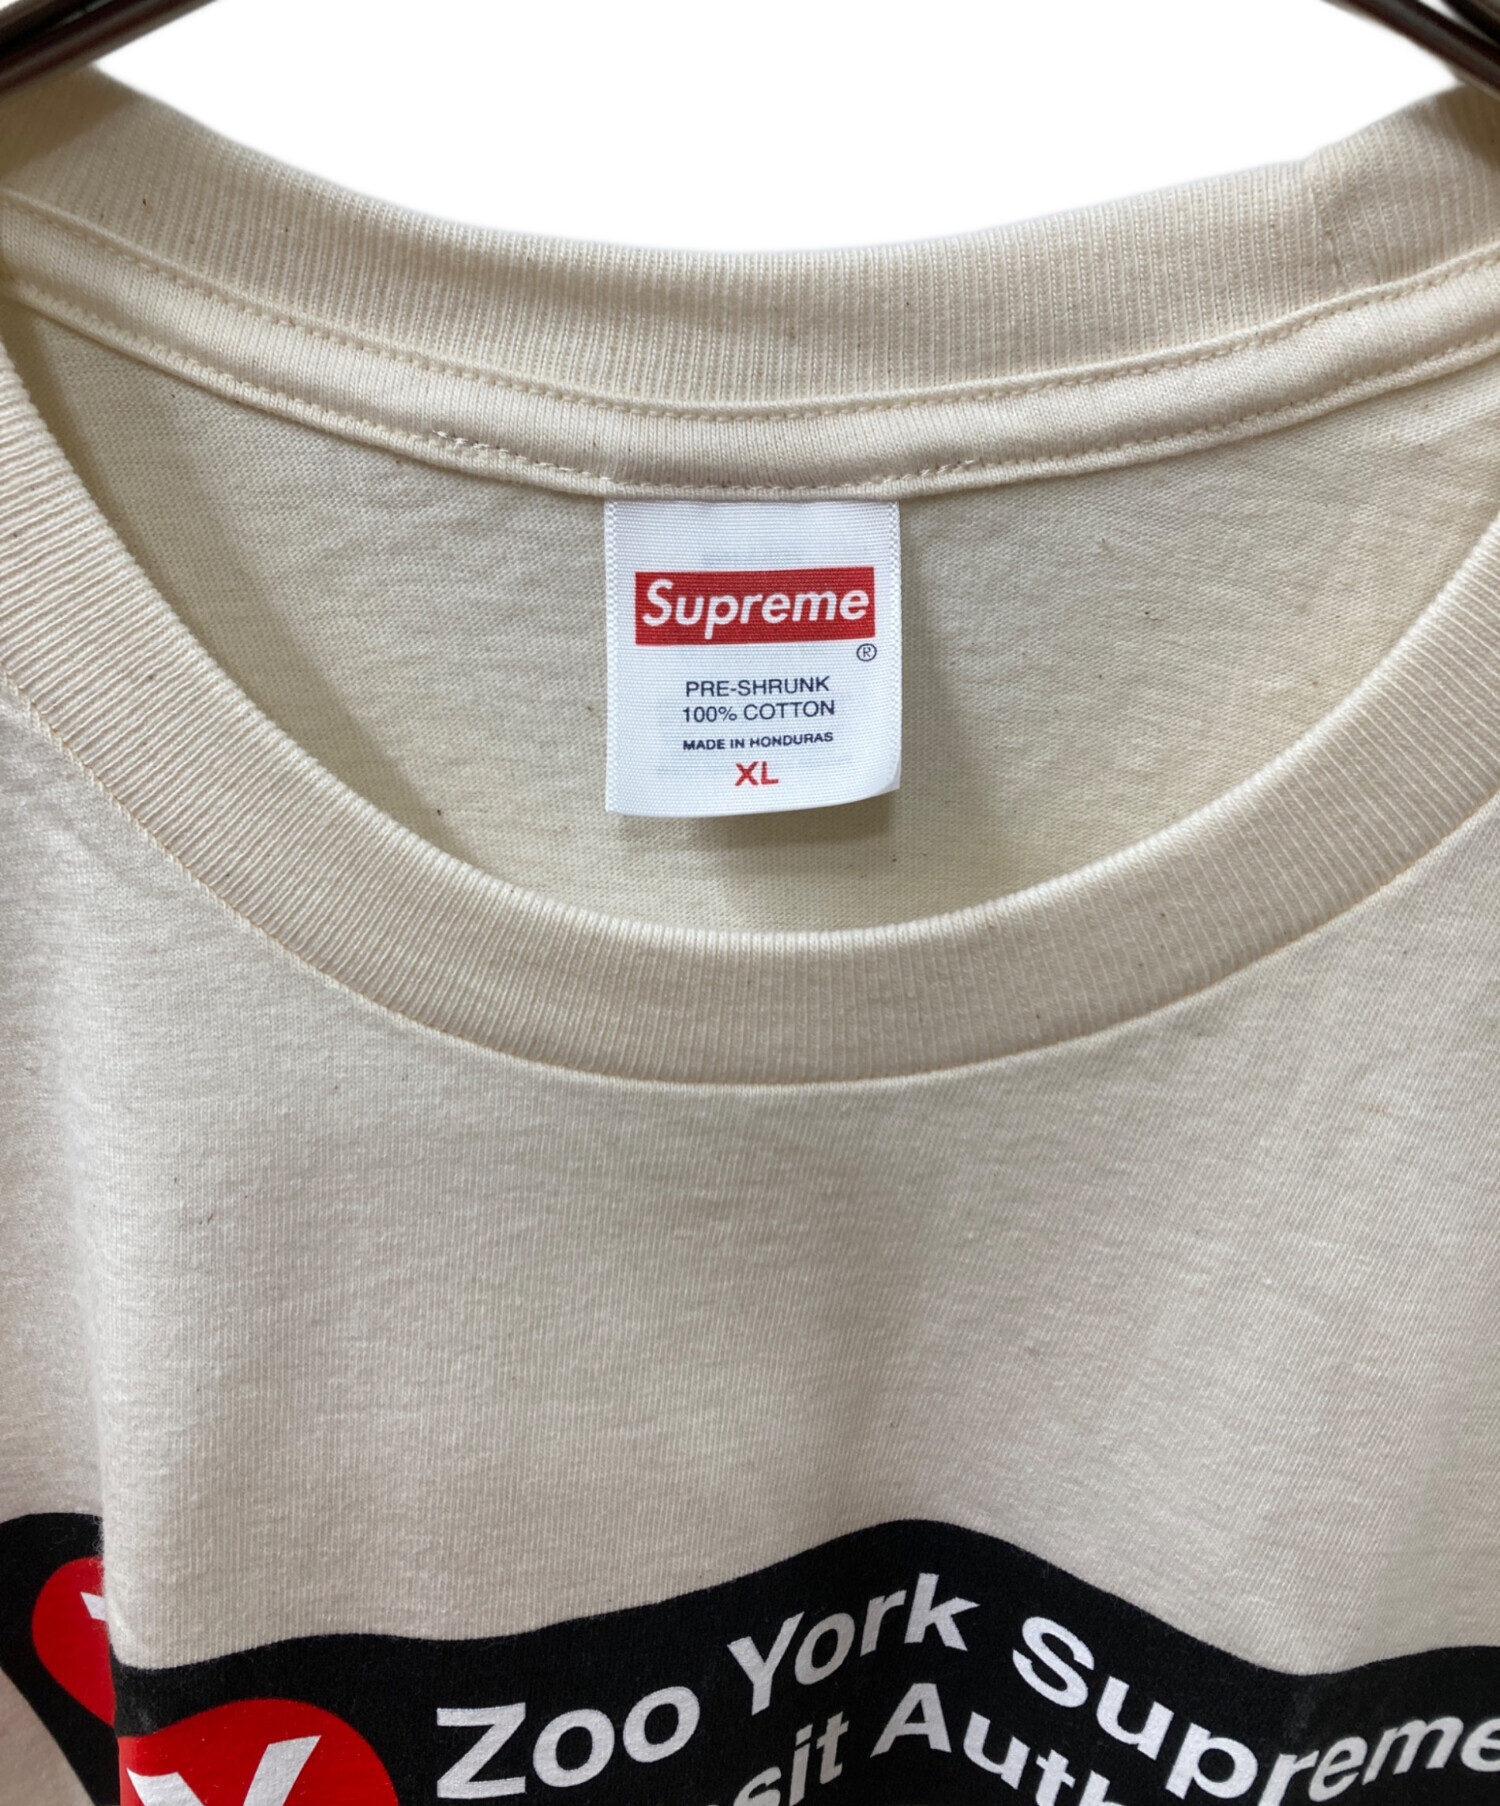 Supreme
®
PRE-SHRUNK
100% COTTON
MADE IN HONDURAS
XL
Zoo York Supreme